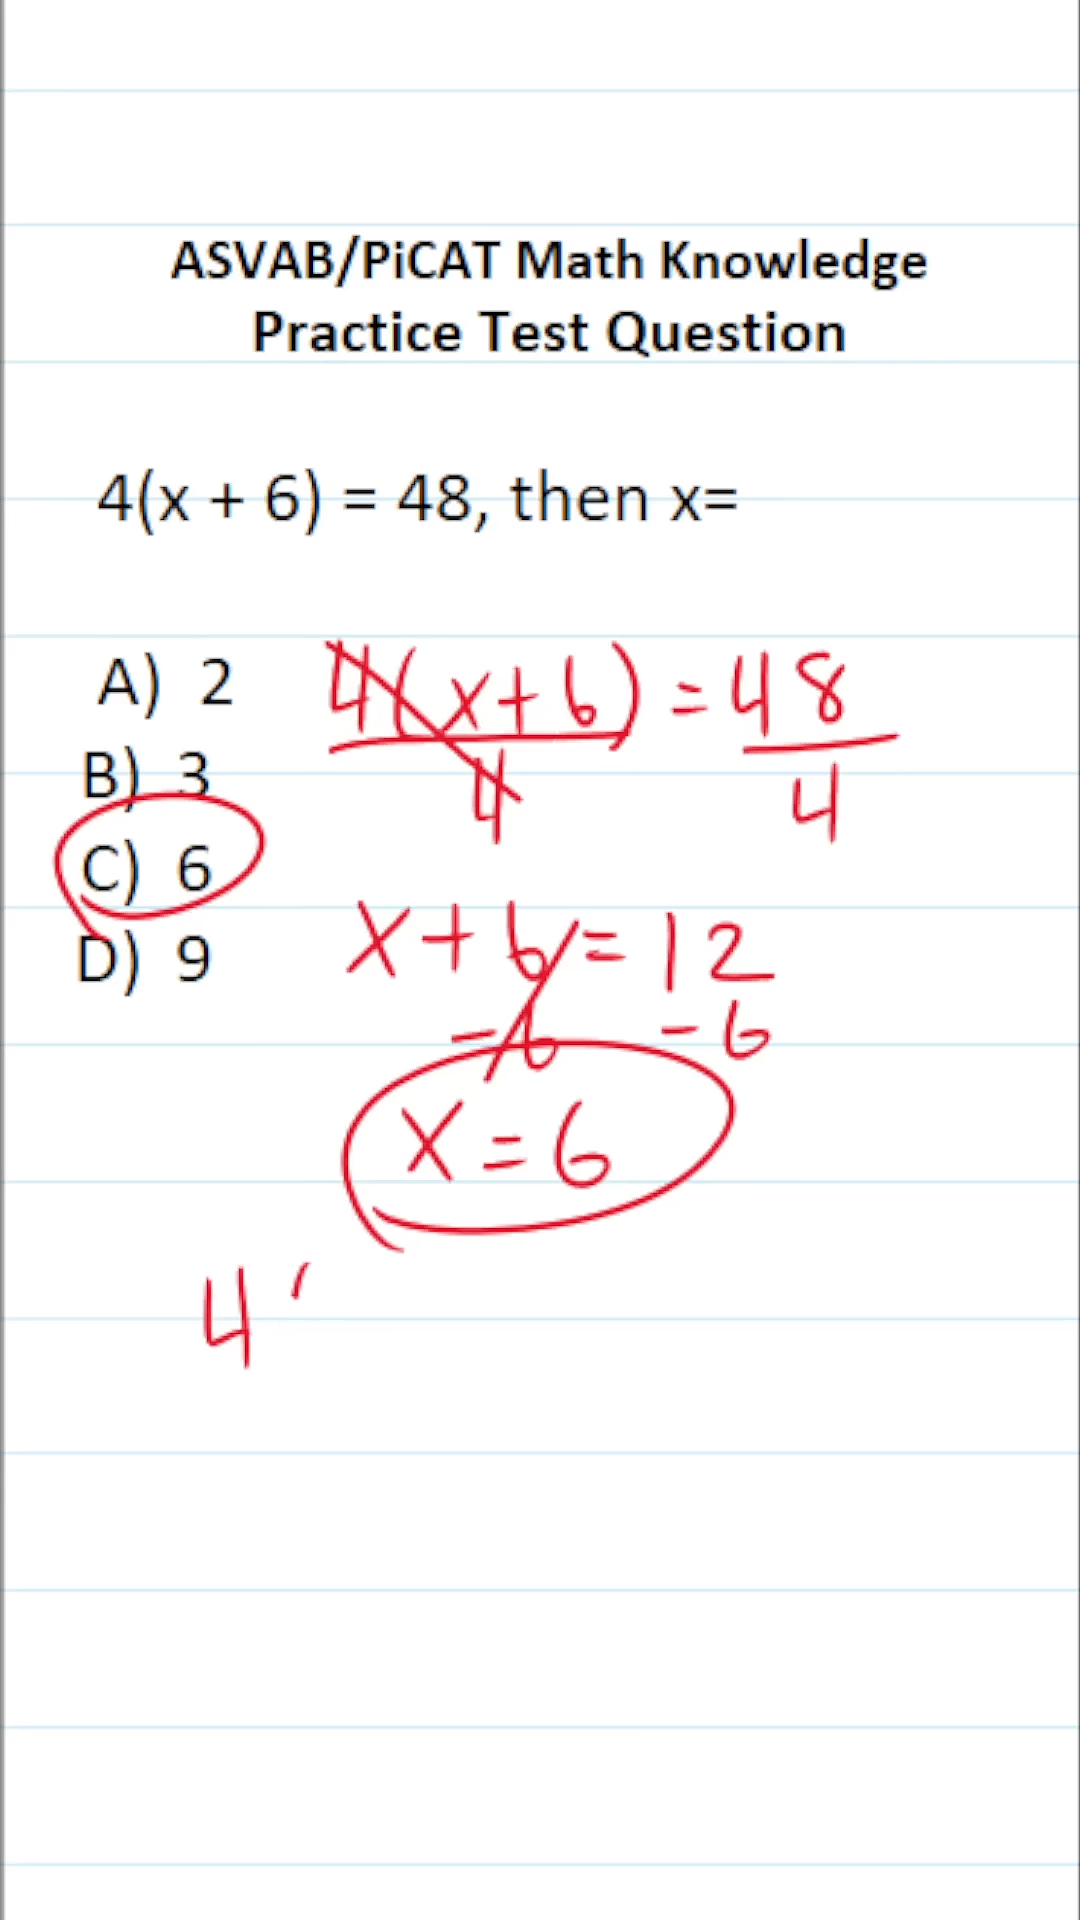 ASVAB/PiCAT Math Knowledge
Practice Test Question
4(x + 6) = 48, then x=
A) 2
4(x+6) = 48
B) 3
4 4
C) 6
x+6 = 12
D) 9
-6 -6
x = 6
4 (